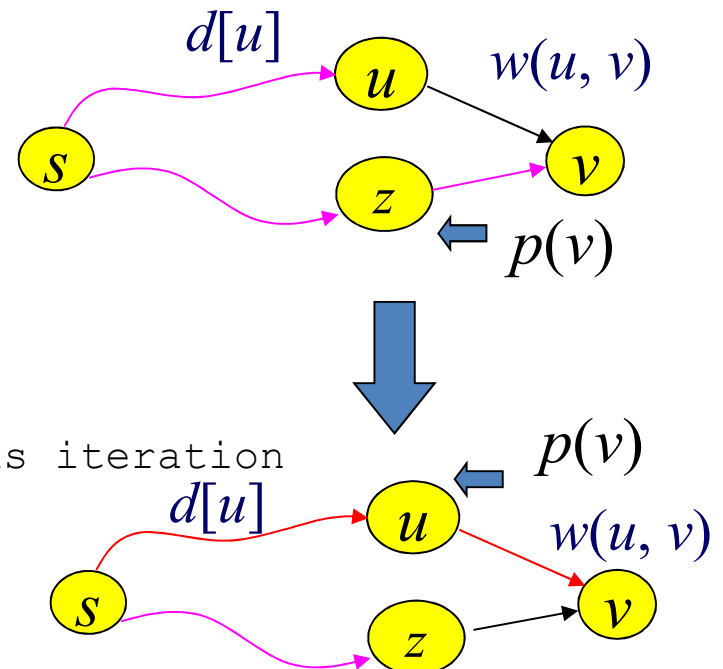 d[u]
u
w(u, v)
s
v
z
p(v)
p(v)
s iteration
d[u]
u
w(u, v)
s
v
z